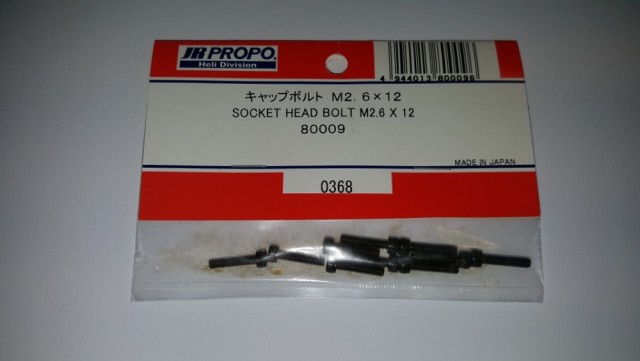 JR PROPO
Heli Division
4 944013 800096
キャップボルト M2.6×12
SOCKET HEAD BOLT M2.6 X 12
80009
MADE IN JAPAN
0368